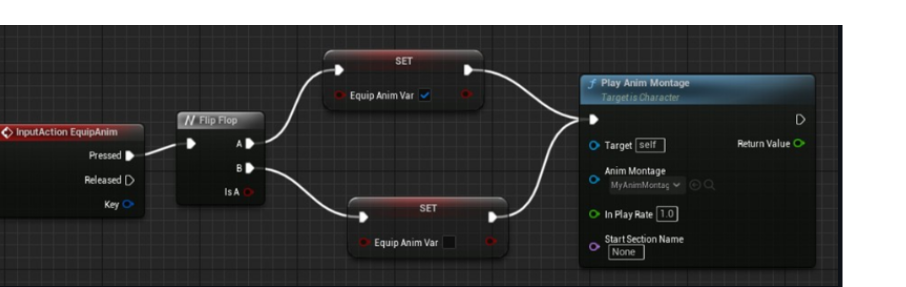 InputAction EquipAnim
Pressed
Released
Key
Flip Flop
A
B
Is A
SET
Equip Anim Var
SET
Equip Anim Var
f Play Anim Montage
Target is Character
Target self
Return Value
Anim Montage
MyAnimMontag
In Play Rate 1.0
Start Section Name
None